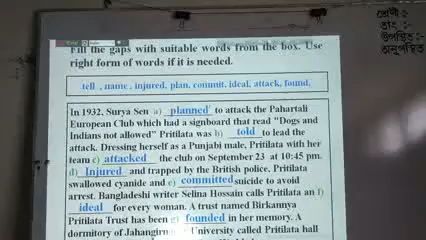 Fill the gaps with suitable words from the box. Use
right form of words if it is needed.
tell , name , injured, plan, commit, ideal, attack, found,
In 1932, Surya Sen a) planned to attack the Pahartali
European Club which had a signboard that read "Dogs and
Indians not allowed" Pritilata was b) told to lead the
attack. Dressing herself as a Punjabi male, Pritilata with her
team c) attacked the club on September 23 at 10:45 pm.
d) Injured and trapped by the British police, Pritilata
swallowed cyanide and e) committed suicide to avoid
arrest. Bangladeshi writer Selina Hossain calls Pritilata an f)
ideal for every woman. A trust named Birkannya
Pritilata Trust has been g) founded in her memory. A
dormitory of University called Pritilata hall
শ্রেণী :-
তাং :-
উপস্থিত :-
অনুপস্থিত